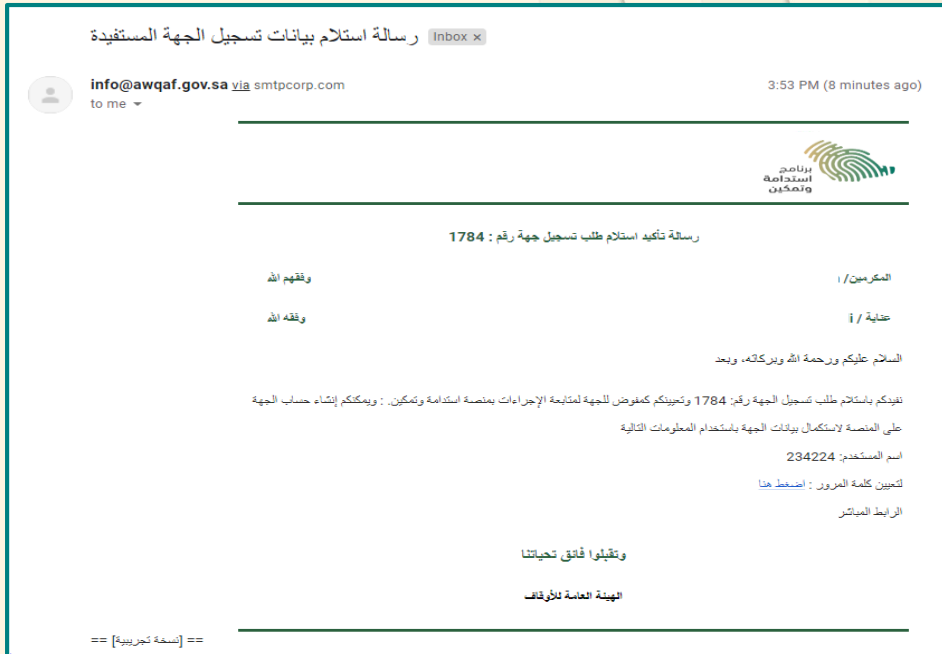 رسالة استلام بيانات تسجيل الجهة المستفيدة Inbox x
info@awqaf.gov.sa via smtpcorp.com 3:53 PM (8 minutes ago)
to me
برنامج
استدامة
وتمكين
رسالة تأكيد استلام طلب تسجيل جهة رقم : 1784
المكرمين/ وفقهم الله
عناية / i وفقه الله
السلام عليكم ورحمة الله وبركاته، وبعد
نفيدكم باستلام طلب تسجيل الجهة رقم: 1784 وتعيينكم كمفوض للجهة لمتابعة الإجراءات بمنصة استدامة وتمكين. : ويمكنكم إنشاء حساب الجهة
على المنصة لاستكمال بيانات الجهة باستخدام المعلومات التالية
اسم المستخدم: 234224
لتعيين كلمة المرور : اضغط هنا
الرابط المباشر
وتقبلوا فائق تحياتنا
الهيئة العامة للأوقاف
== [نسخة تجريبية] ==